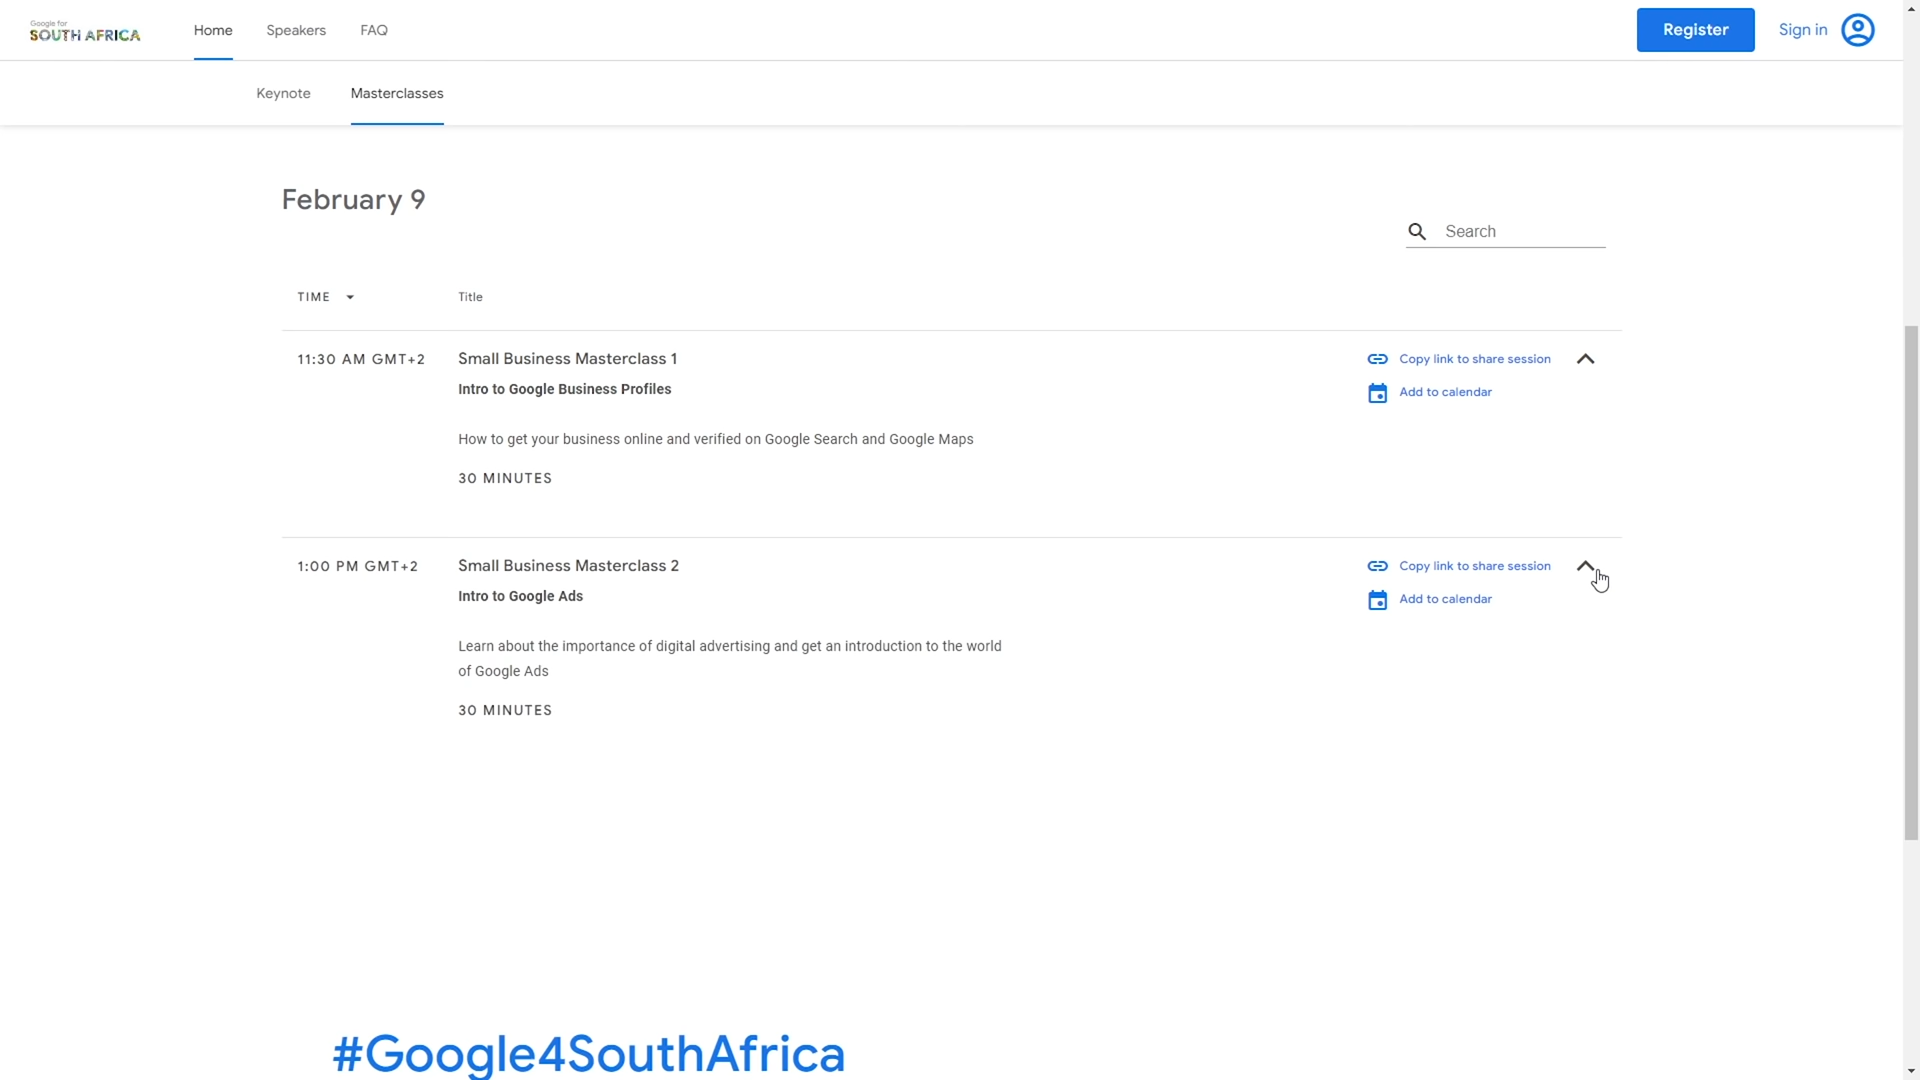 Google for
SOUTH AFRICA
Home
Speakers
FAQ
Register
Sign in
Keynote
Masterclasses
February 9
Search
TIME
Title
11:30 AM GMT+2
Small Business Masterclass 1
Copy link to share session
Intro to Google Business Profiles
Add to calendar
How to get your business online and verified on Google Search and Google Maps
30 MINUTES
1:00 PM GMT+2
Small Business Masterclass 2
Copy link to share session
Intro to Google Ads
Add to calendar
Learn about the importance of digital advertising and get an introduction to the world
of Google Ads
30 MINUTES
#Google4SouthAfrica